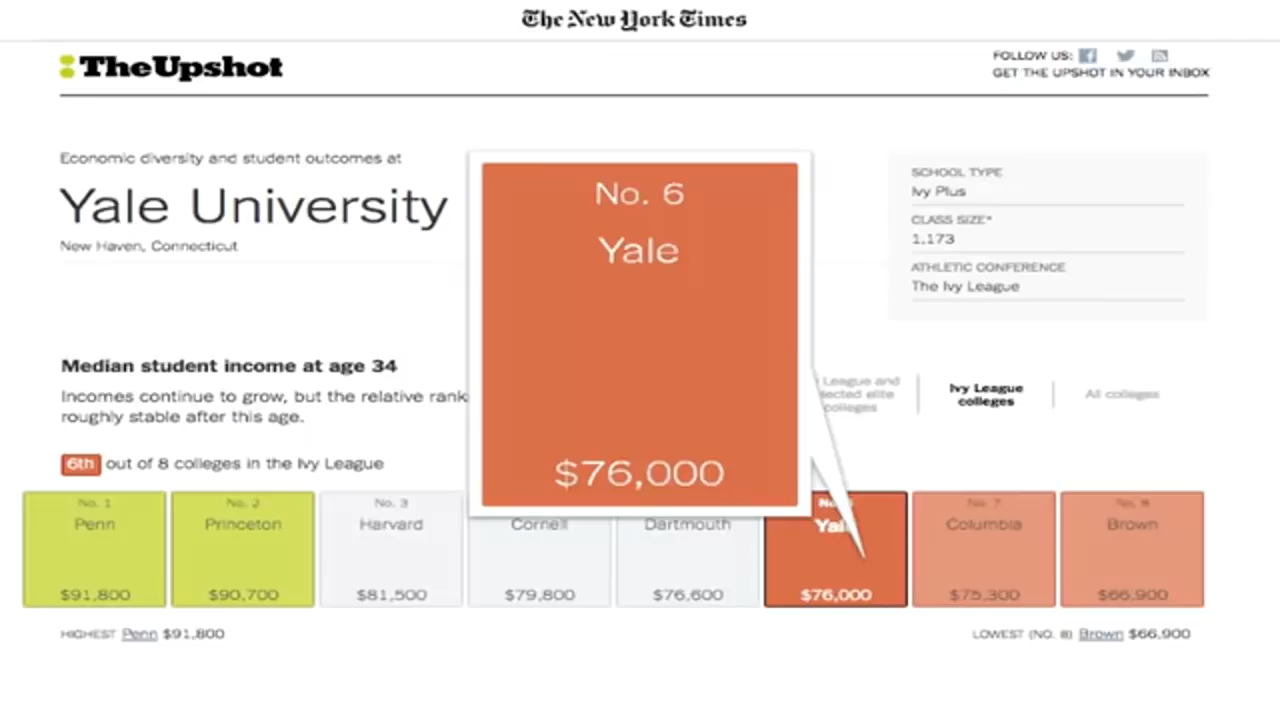 The New York Times
TheUpshot
FOLLOW US:
GET THE UPSHOT IN YOUR INBOX
Economic diversity and student outcomes at
Yale University
New Haven, Connecticut
No. 6
Yale
$76,000
SCHOOL TYPE
Ivy Plus
CLASS SIZE*
1,173
ATHLETIC CONFERENCE
The Ivy League
Median student income at age 34
Incomes continue to grow, but the relative rank
roughly stable after this age.
League and
colleges
Ivy League
colleges
All colleges
6th out of 8 colleges in the Ivy League
No. 1
Penn
$91,800
No. 2
Princeton
$90,700
No. 3
Harvard
$81,500
Cornell
$79,800
Dartmouth
$76,600
Yale
$76,000
No. 7
Columbia
$75,300
No. 8
Brown
$66,900
HIGHEST Penn $91,800
LOWEST (NO. 8) Brown $66,900